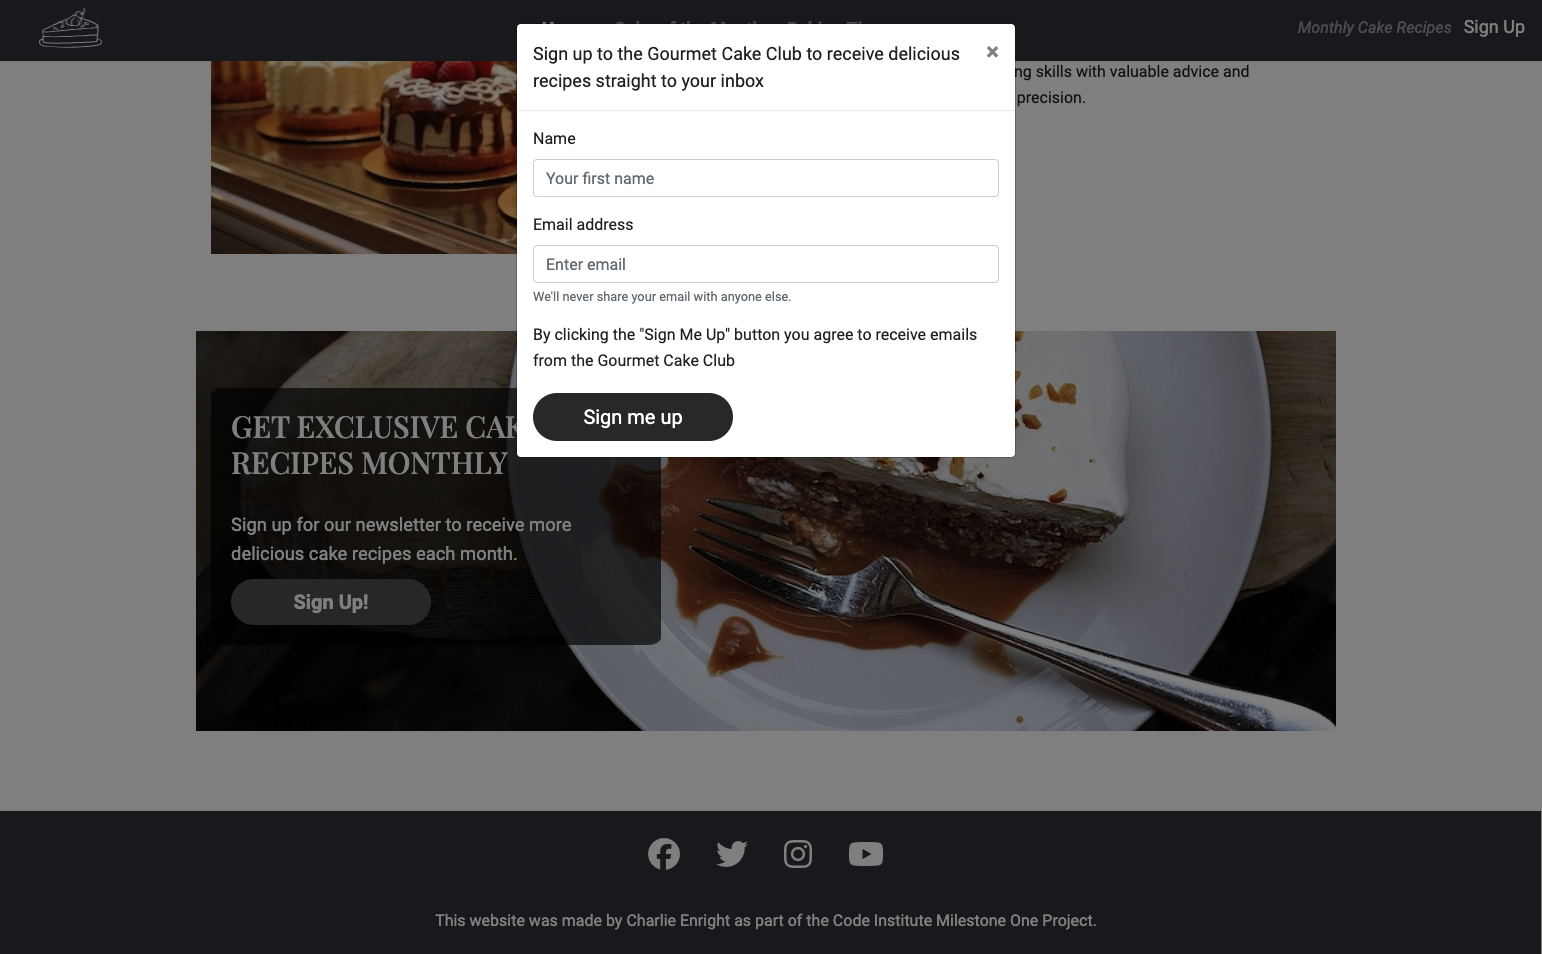 Monthly Cake Recipes Sign Up
Sign up to the Gourmet Cake Club to receive delicious
recipes straight to your inbox
×
ng skills with valuable advice and
precision.
Name
Your first name
Email address
Enter email
We'll never share your email with anyone else.
By clicking the "Sign Me Up" button you agree to receive emails
from the Gourmet Cake Club
Sign me up
GET EXCLUSIVE CAK
RECIPES MONTHLY
Sign up for our newsletter to receive more
delicious cake recipes each month.
Sign Up!
This website was made by Charlie Enright as part of the Code Institute Milestone One Project.